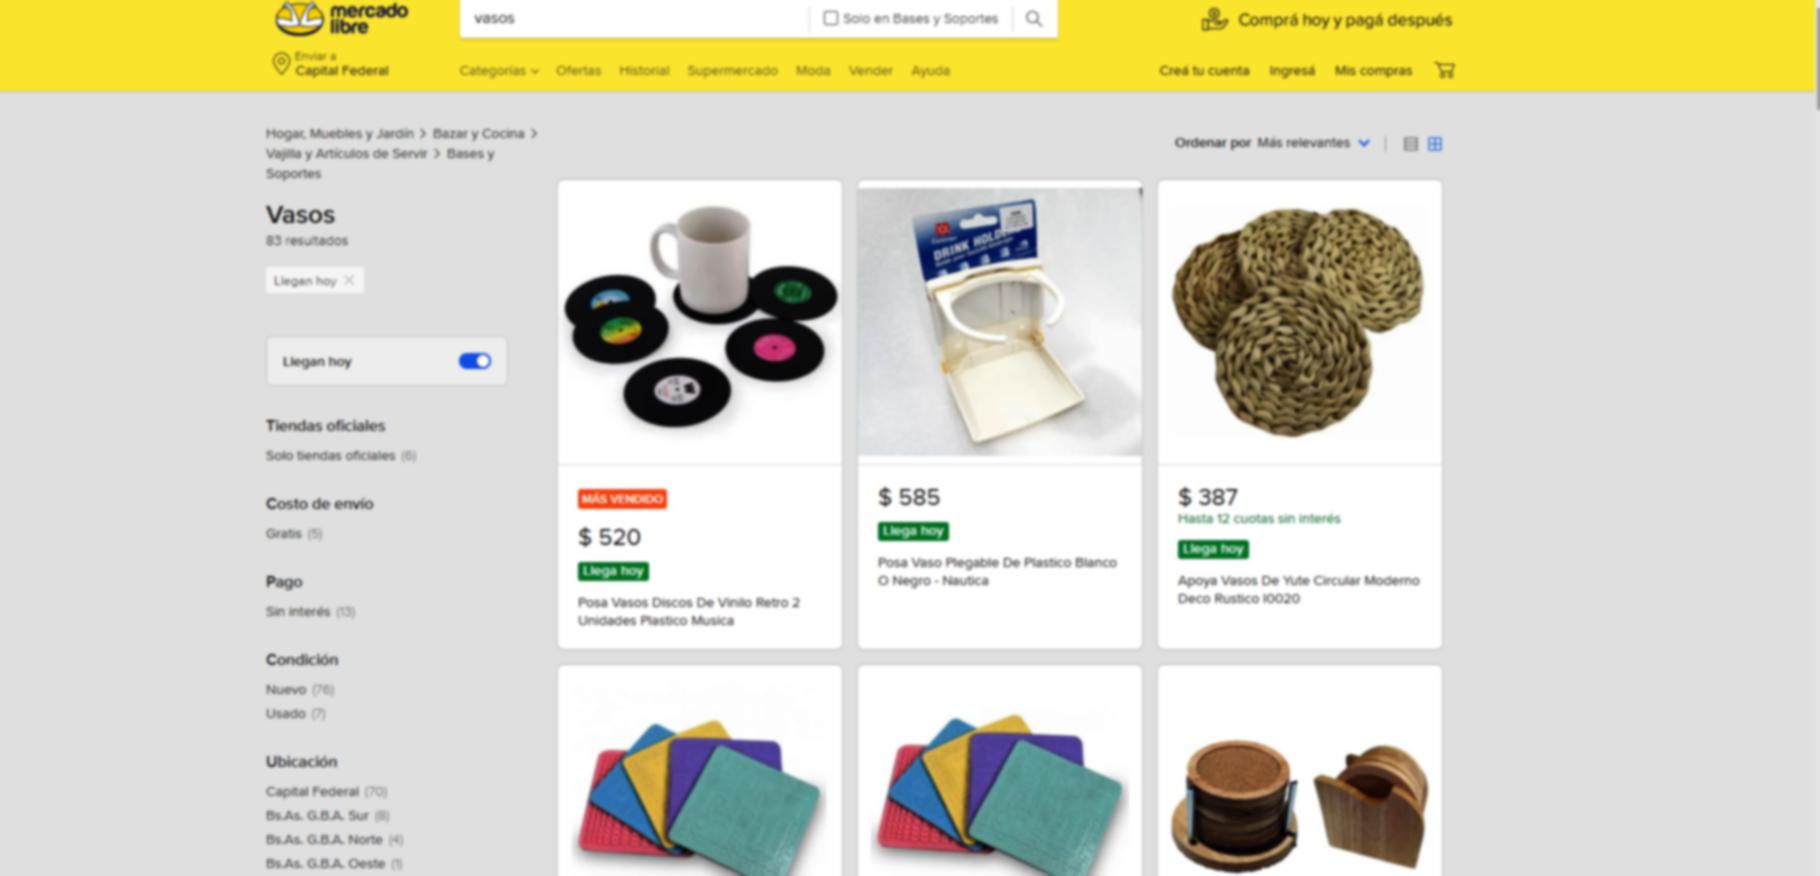 mercado
libre
vasos
Solo en Bases y Soportes
Comprá hoy y pagá después
Enviar a
Capital Federal
Categorías
Ofertas
Historial
Supermercado
Moda
Vender
Ayuda
Creá tu cuenta
Ingresá
Mis compras
Hogar, Muebles y Jardín > Bazar y Cocina >
Vajilla y Artículos de Servir > Bases y
Soportes
Ordenar por Más relevantes
Vasos
83 resultados
Llegan hoy
Llegan hoy
Tiendas oficiales
Solo tiendas oficiales (6)
Costo de envío
Gratis (5)
Pago
Sin interés (13)
Condición
Nuevo (76)
Usado (7)
Ubicación
Capital Federal (70)
Bs.As. G.B.A. Sur (8)
Bs.As. G.B.A. Norte (4)
Bs.As. G.B.A. Oeste (1)
MÁS VENDIDO
$ 520
Llega hoy
Posa Vasos Discos De Vinilo Retro 2
Unidades Plastico Musica
DRINK HOLDER
$ 585
Llega hoy
Posa Vaso Plegable De Plastico Blanco
O Negro - Nautica
$ 387
Hasta 12 cuotas sin interés
Llega hoy
Apoya Vasos De Yute Circular Moderno
Deco Rustico I0020